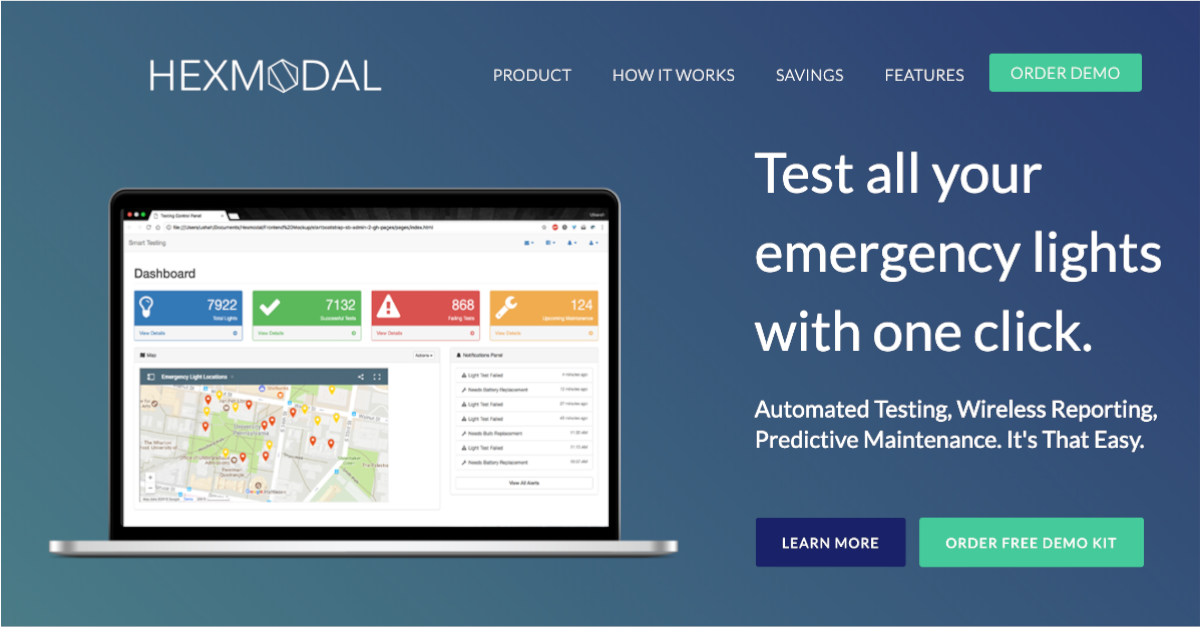 HEXMODAL
PRODUCT
HOW IT WORKS
SAVINGS
FEATURES
ORDER DEMO
Test all your
emergency lights
with one click.
Automated Testing, Wireless Reporting,
Predictive Maintenance. It's That Easy.
LEARN MORE
ORDER FREE DEMO KIT
Testing Control Panel
Smart Testing
Dashboard
7922
Total Lights
View Details
7132
Successful Tests
View Details
868
Failing Tests
View Details
124
Upcoming Maintenance
View Details
Map
Actions
Emergency Light Locations
Notifications Panel
Light Test Failed
Needs Battery Replacement
Light Test Failed
Light Test Failed
Needs Bulb Replacement
Light Test Failed
Needs Battery Replacement
View All Alerts